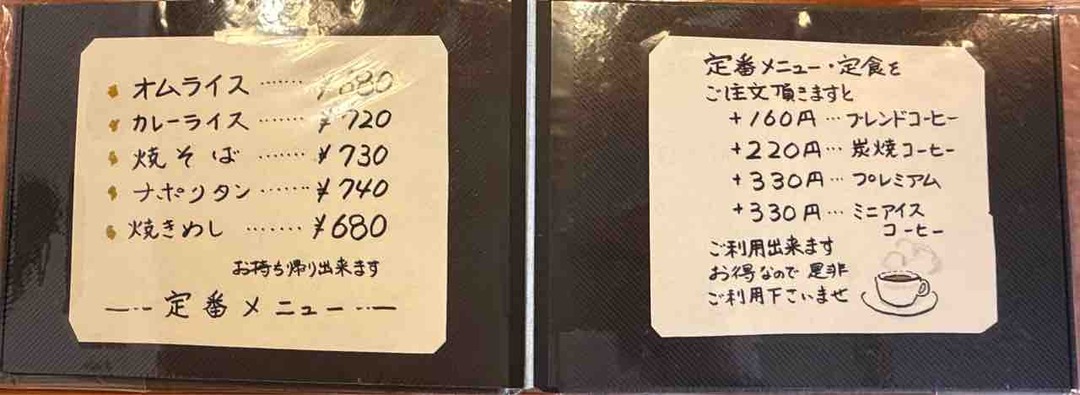 オムライス ……‥ ¥680
カレーライス ……‥ ¥720
焼そば ……‥ ¥730
ナポリタン ……‥ ¥740
焼きめし ……‥ ¥680
お持ち帰り出来ます
定番メニュー
定番メニュー・定食を
ご注文頂きますと
+160円…ブレンドコーヒー
+220円…炭焼コーヒー
+330円…プレミアム
+330円…ミニアイス
コーヒー
ご利用出来ます
お得なので 是非
ご利用下さいませ